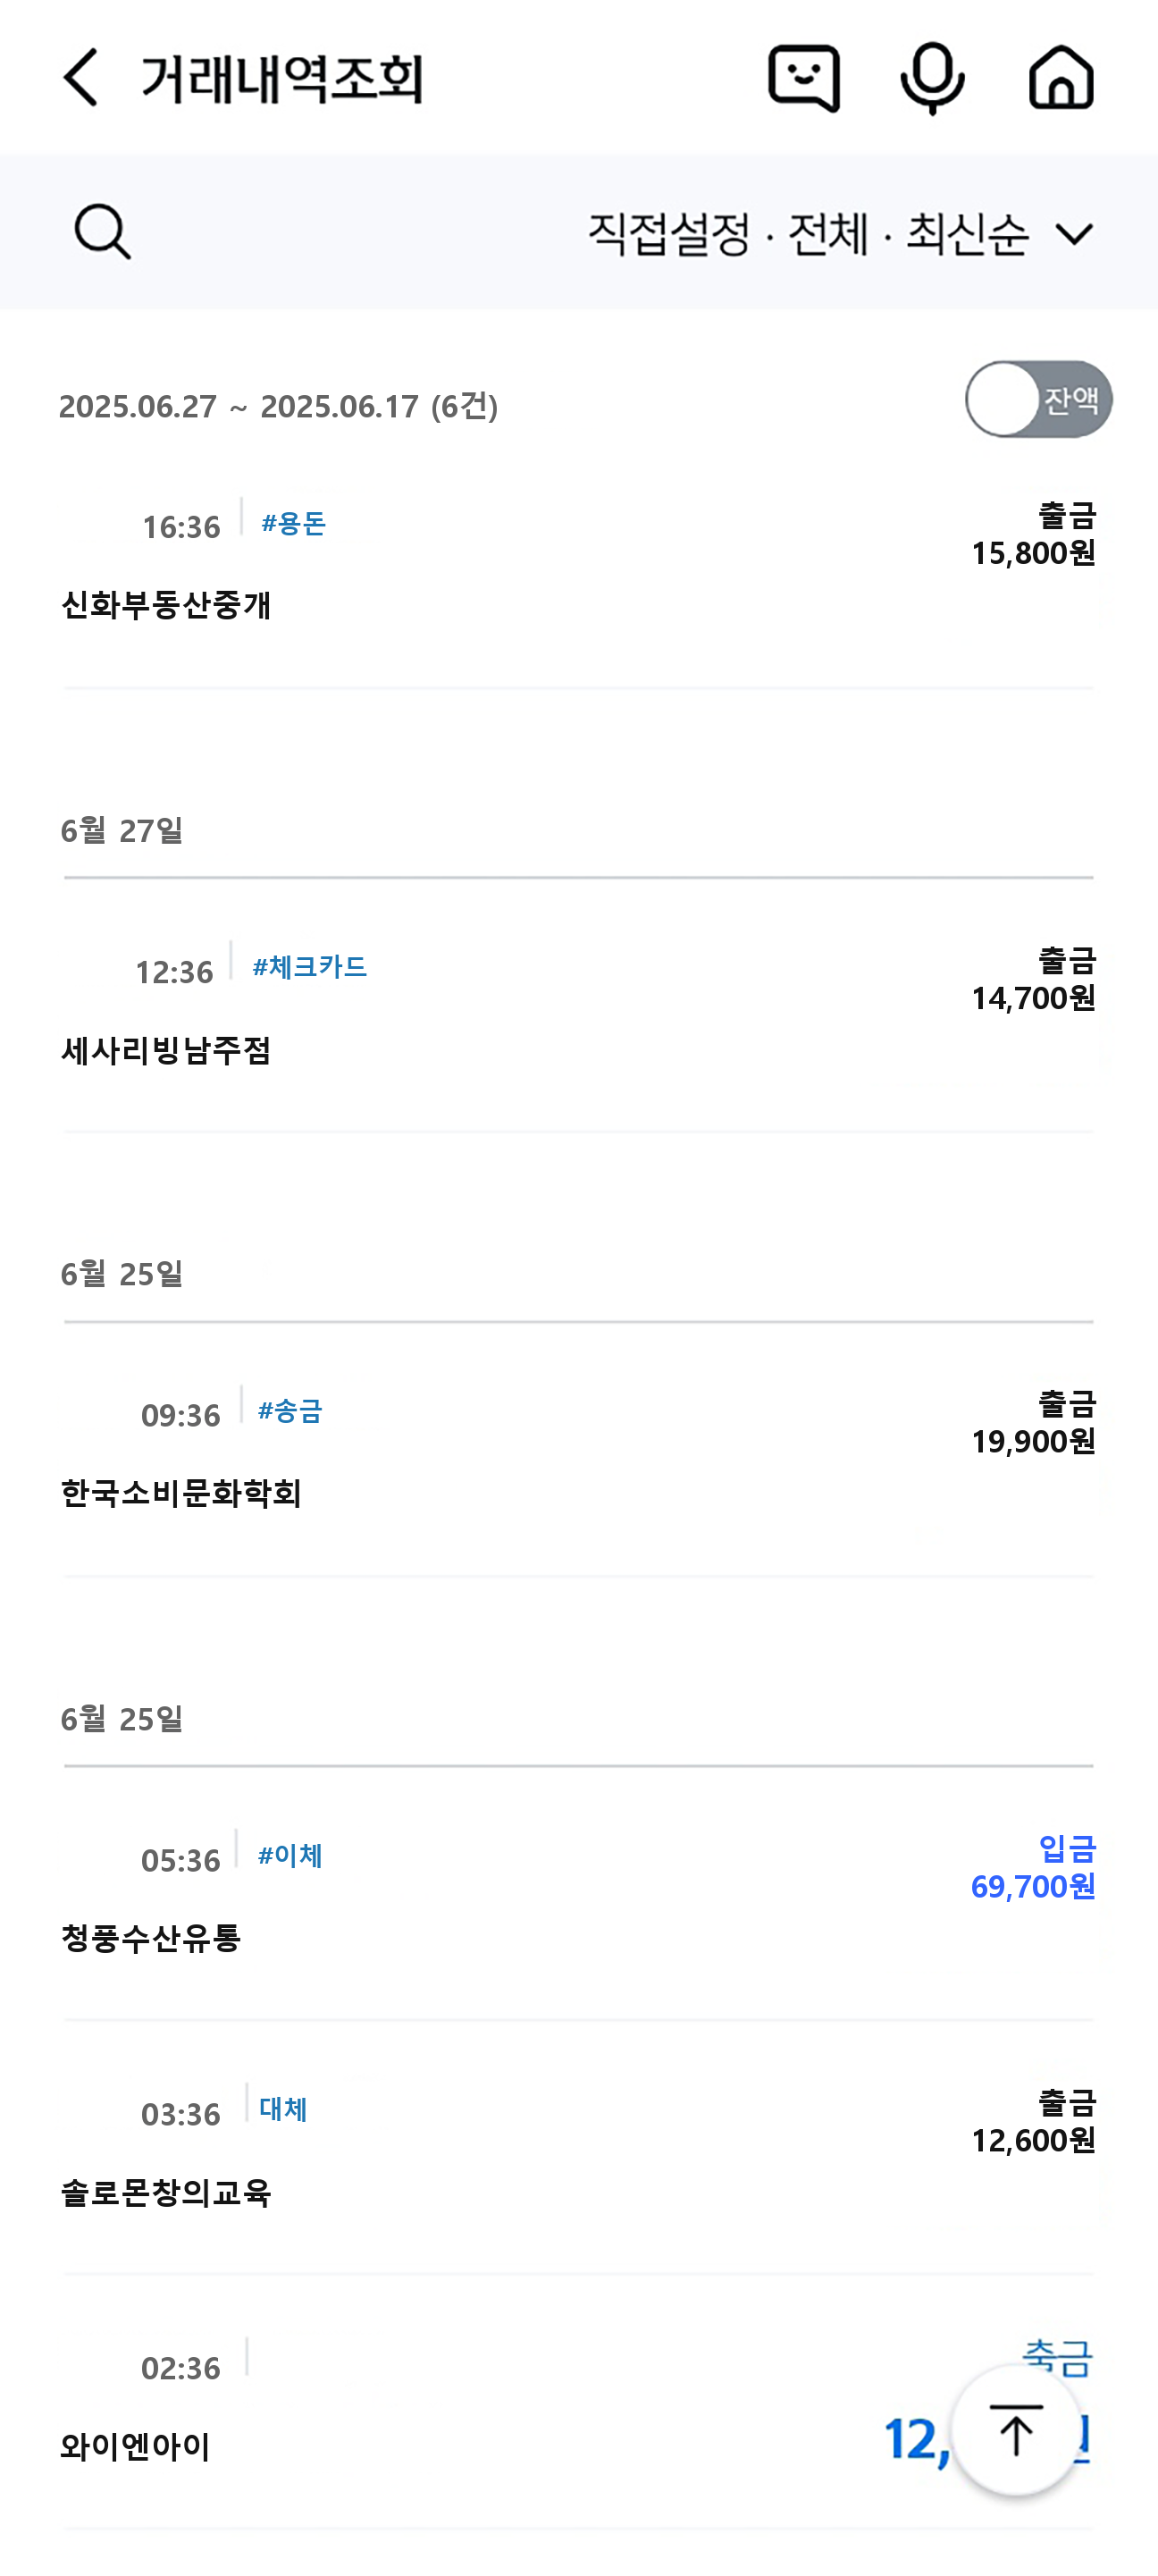 거래내역조회
직접설정 · 전체 · 최신순
2025.06.27 ~ 2025.06.17 (6건)
잔액
16:36 #용돈
출금
15,800원
신화부동산중개
6월 27일
12:36 #체크카드
출금
14,700원
세사리빙남주점
6월 25일
09:36 #송금
출금
19,900원
한국소비문화학회
6월 25일
05:36 #이체
입금
69,700원
청풍수산유통
03:36 대체
출금
12,600원
솔로몬창의교육
02:36
와이엔아이
12,